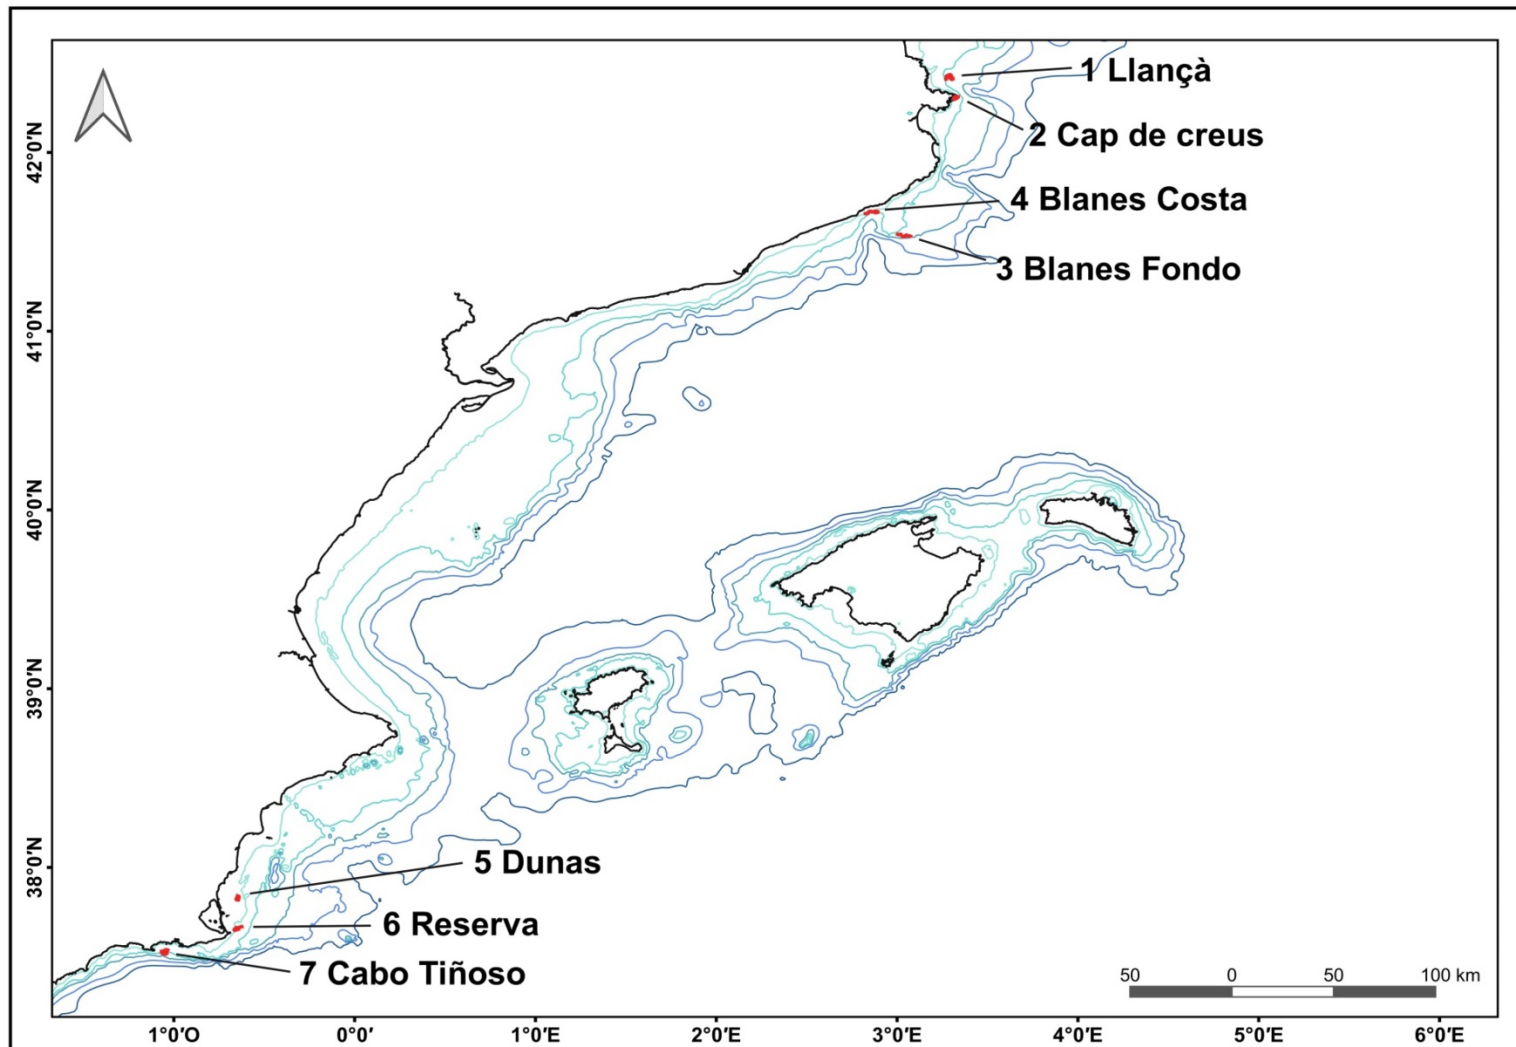 1 Llançà
2 Cap de creus
4 Blanes Costa
3 Blanes Fondo
5 Dunas
6 Reserva
7 Cabo Tiñoso
42°0'N
41°0'N
40°0'N
39°0'N
38°0'N
50 0 50 100 km
1°0'O 0°0' 1°0'E 2°0'E 3°0'E 4°0'E 5°0'E 6°0'E